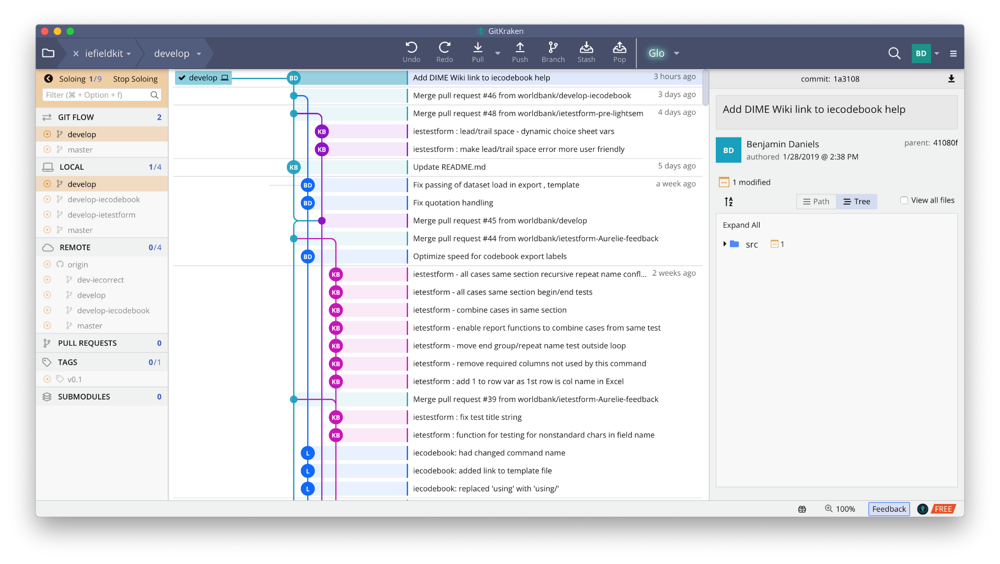 GitKraken
iefieldkit
develop
Undo
Redo
Pull
Push
Branch
Stash
Pop
Glo
BD
Soloing 1/9 Stop Soloing
Filter (⌘ + Option + f)
GIT FLOW 2
develop
master
LOCAL 1/4
develop
develop-iecodebook
develop-ietestform
master
REMOTE 0/4
origin
dev-iecorrect
develop
develop-iecodebook
master
PULL REQUESTS 0
TAGS 0/1
v0.1
SUBMODULES 0
develop BD Add DIME Wiki link to iecodebook help 3 hours ago
Merge pull request #46 from worldbank/develop-iecodebook 3 days ago
Merge pull request #48 from worldbank/ietestform-pre-lightsem 4 days ago
KB iestestform : lead/trail space - dynamic choice sheet vars
KB iestestform : make lead/trail space error more user friendly
KB Update README.md 5 days ago
BD Fix passing of dataset load in export , template a week ago
BD Fix quotation handling
Merge pull request #45 from worldbank/develop
Merge pull request #44 from worldbank/ietestform-Aurelie-feedback
BD Optimize speed for codebook export labels
KB iestestform - all cases same section recursive repeat name confl... 2 weeks ago
KB ietestform - all cases same section begin/end tests
KB ietestform - combine cases in same section
KB ietestform - enable report functions to combine cases from same test
KB ietestform - move end group/repeat name test outside loop
KB ietestform - remove required columns not used by this command
KB ietestform : add 1 to row var as 1st row is col name in Excel
Merge pull request #39 from worldbank/ietestform-Aurelie-feedback
KB iestestform : fix test title string
KB ietestform : function for testing for nonstandard chars in field name
L iecodebook: had changed command name
L iecodebook: added link to template file
L iecodebook: replaced 'using' with 'using/'
commit: 1a3108
Add DIME Wiki link to iecodebook help
BD
Benjamin Daniels
authored 1/28/2019 @ 2:38 PM
parent: 41080f
1 modified
A
Z
Path
Tree
View all files
Expand All
src 1
100%
Feedback
FREE